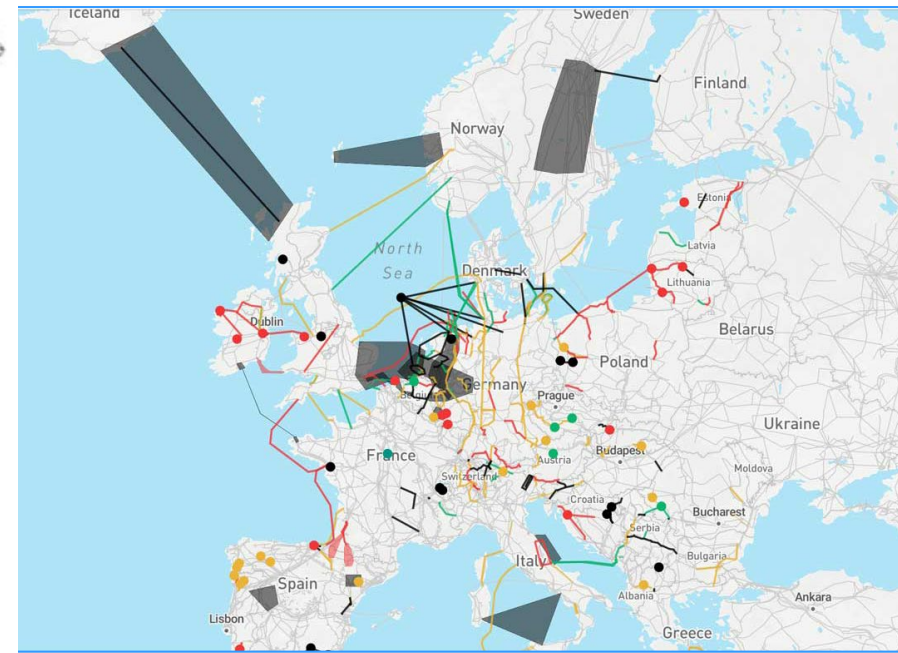 Iceland
Sweden
Finland
Norway
Estonia
North
Sea
Latvia
Denmark
Lithuania
Dublin
Belarus
Poland
Germany
Prague
Ukraine
France
Austria
Budapest
Switzerland
Moldova
Croatia
Bucharest
Serbia
Italy
Bulgaria
Spain
Albania
Ankara
Lisbon
Greece